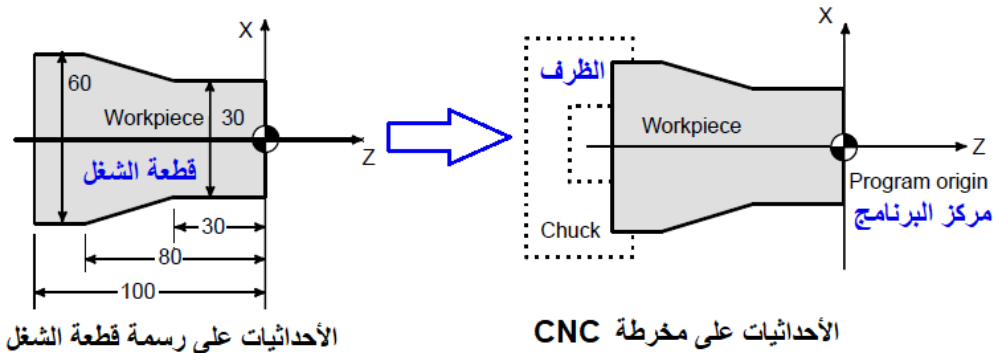 X
60
Workpiece
30
Z
قطعة الشغل
30
80
100
الأحداثيات على رسمة قطعة الشغل
X
الظرف
Workpiece
Z
Program origin
مركز البرنامج
Chuck
الأحداثيات على مخرطة CNC